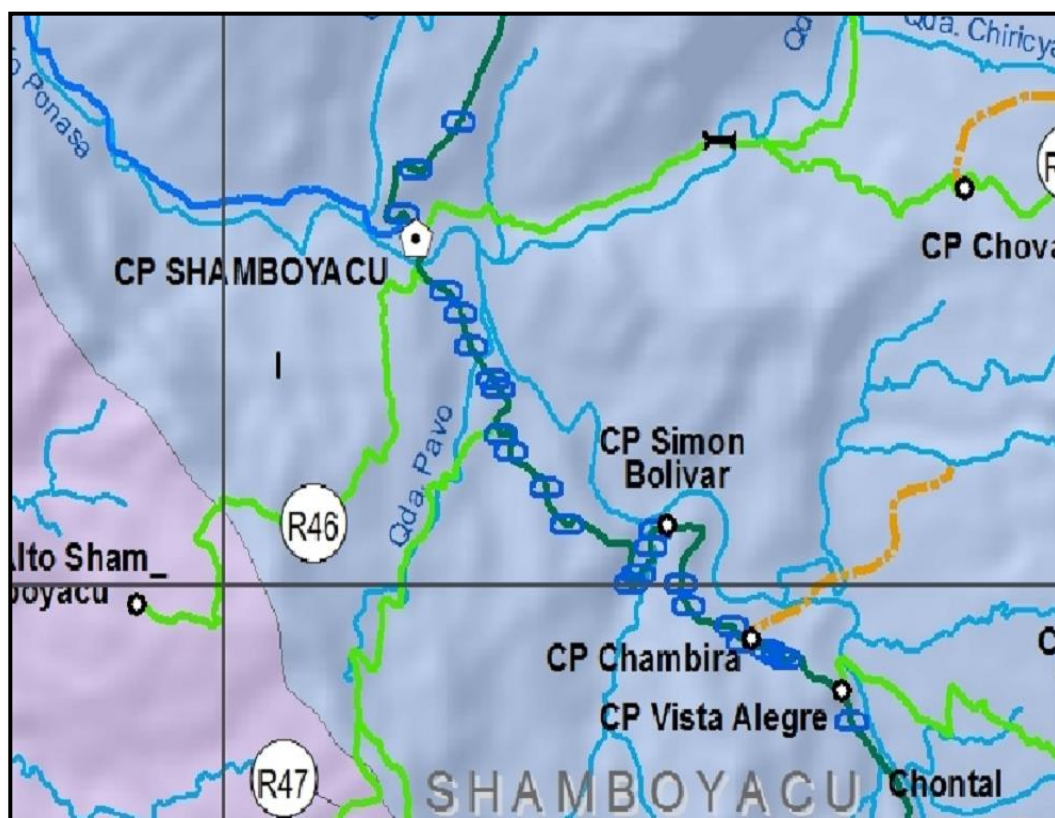 Qda. Chiricya
Ponasa
R
CP SHAMBOYACU
CP Chova
I
Qda. Pavo
CP Simon
Bolivar
R46
Alto Sham_
boyacu
CP Chambira
CP Vista Alegre
R47
SHAMBOYACU
Chontal